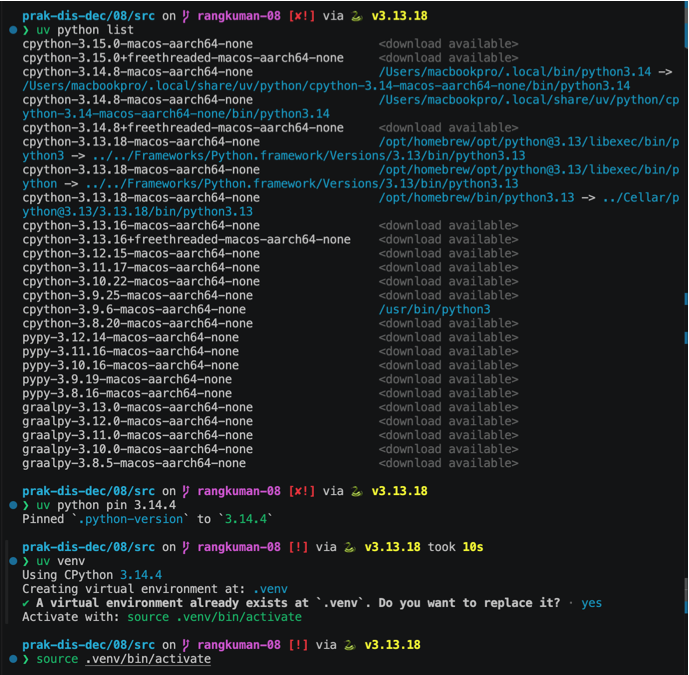 prak-dis-dec/08/src on rangkuman-08 [✘!] via 🐍 v3.13.18
❯ uv python list
cpython-3.15.0-macos-aarch64-none <download available>
cpython-3.15.0+freethreaded-macos-aarch64-none <download available>
cpython-3.14.8-macos-aarch64-none /Users/macbookpro/.local/bin/python3.14 ->
/Users/macbookpro/.local/share/uv/python/cpython-3.14-macos-aarch64-none/bin/python3.14
cpython-3.14.8-macos-aarch64-none /Users/macbookpro/.local/share/uv/python/cp
ython-3.14-macos-aarch64-none/bin/python3.14
cpython-3.14.8+freethreaded-macos-aarch64-none <download available>
cpython-3.13.18-macos-aarch64-none /opt/homebrew/opt/python@3.13/libexec/bin/p
ython3 -> ../../Frameworks/Python.framework/Versions/3.13/bin/python3.13
cpython-3.13.18-macos-aarch64-none /opt/homebrew/opt/python@3.13/libexec/bin/p
ython -> ../../Frameworks/Python.framework/Versions/3.13/bin/python3.13
cpython-3.13.18-macos-aarch64-none /opt/homebrew/bin/python3.13 -> ../Cellar/p
ython@3.13/3.13.18/bin/python3.13
cpython-3.13.16-macos-aarch64-none <download available>
cpython-3.13.16+freethreaded-macos-aarch64-none <download available>
cpython-3.12.15-macos-aarch64-none <download available>
cpython-3.11.17-macos-aarch64-none <download available>
cpython-3.10.22-macos-aarch64-none <download available>
cpython-3.9.25-macos-aarch64-none <download available>
cpython-3.9.6-macos-aarch64-none /usr/bin/python3
cpython-3.8.20-macos-aarch64-none <download available>
pypy-3.12.14-macos-aarch64-none <download available>
pypy-3.11.16-macos-aarch64-none <download available>
pypy-3.10.16-macos-aarch64-none <download available>
pypy-3.9.19-macos-aarch64-none <download available>
pypy-3.8.16-macos-aarch64-none <download available>
graalpy-3.13.0-macos-aarch64-none <download available>
graalpy-3.12.0-macos-aarch64-none <download available>
graalpy-3.11.0-macos-aarch64-none <download available>
graalpy-3.10.0-macos-aarch64-none <download available>
graalpy-3.8.5-macos-aarch64-none <download available>
prak-dis-dec/08/src on rangkuman-08 [✘!] via 🐍 v3.13.18
❯ uv python pin 3.14.4
Pinned `.python-version` to `3.14.4`
prak-dis-dec/08/src on rangkuman-08 [!] via 🐍 v3.13.18 took 10s
❯ uv venv
Using CPython 3.14.4
Creating virtual environment at: .venv
✔ A virtual environment already exists at `.venv`. Do you want to replace it? · yes
Activate with: source .venv/bin/activate
prak-dis-dec/08/src on rangkuman-08 [!] via 🐍 v3.13.18
❯ source .venv/bin/activate